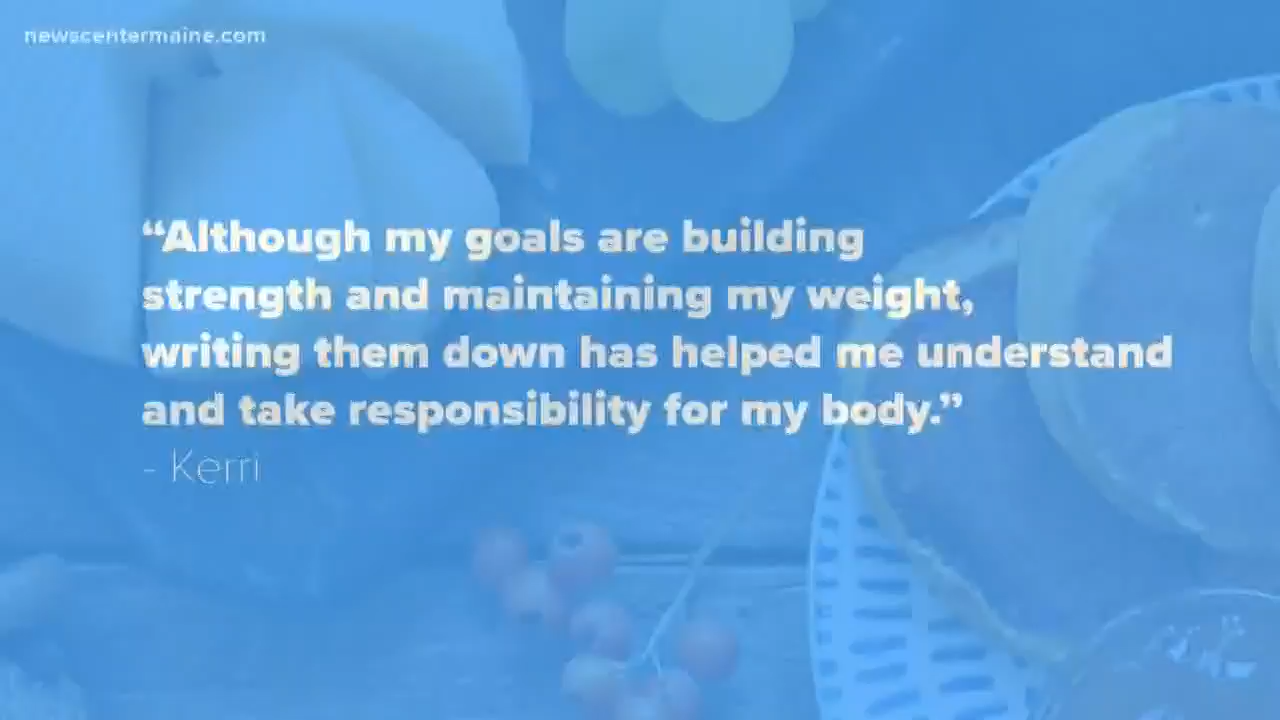 newscentermaine.com
“Although my goals are building
strength and maintaining my weight,
writing them down has helped me understand
and take responsibility for my body.”
- Kerri